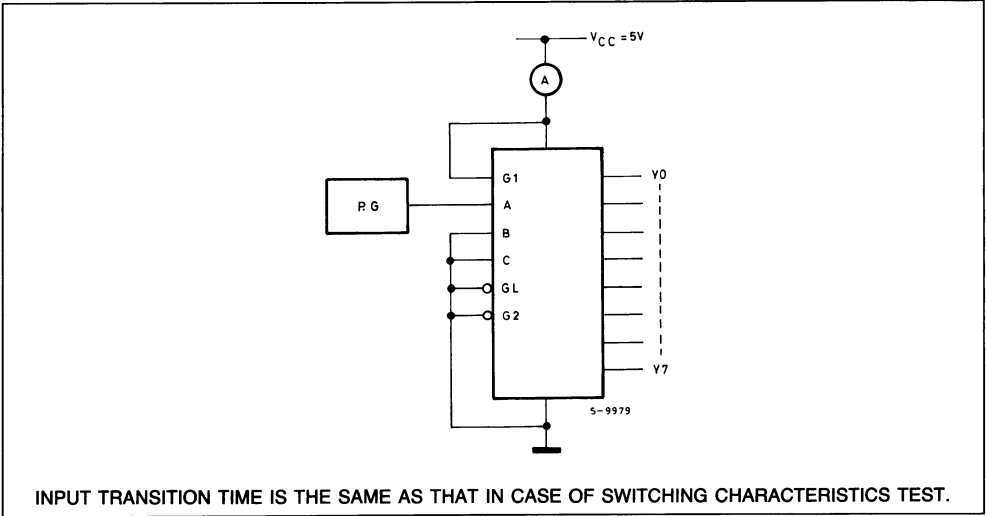 VCC = 5V
A
G1
Y0
P.G
A
B
C
GL
G2
Y7
S-9979
INPUT TRANSITION TIME IS THE SAME AS THAT IN CASE OF SWITCHING CHARACTERISTICS TEST.